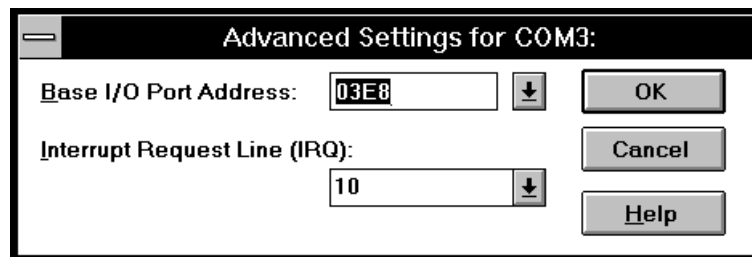 Advanced Settings for COM3:
Base I/O Port Address: 03E8 OK
Interrupt Request Line (IRQ): Cancel
10
Help